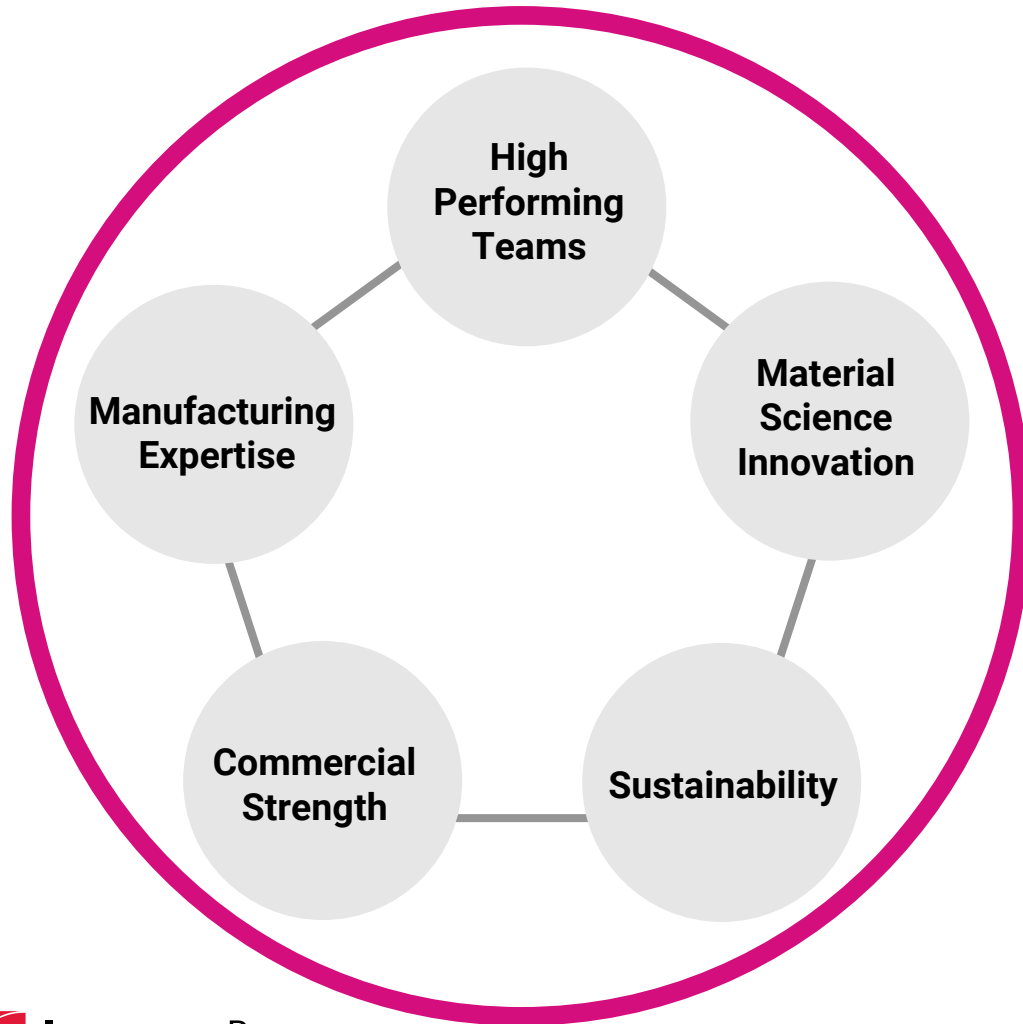 High
Performing
Teams
Manufacturing
Expertise
Material
Science
Innovation
Commercial
Strength
Sustainability